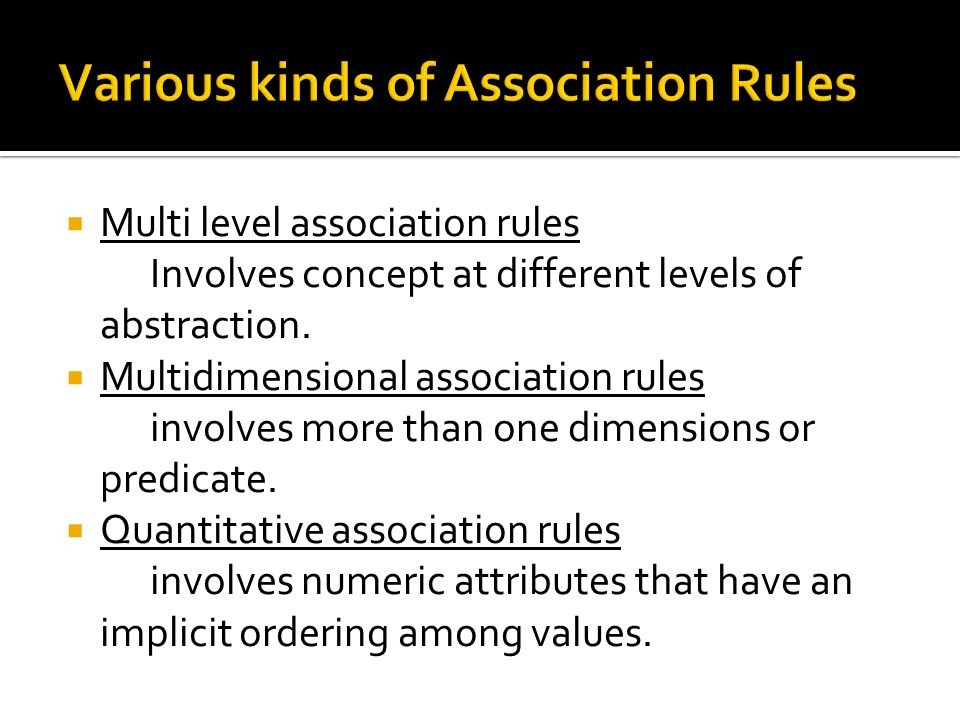 Various kinds of Association Rules
Multi level association rules
Involves concept at different levels of
abstraction.
Multidimensional association rules
involves more than one dimensions or
predicate.
Quantitative association rules
involves numeric attributes that have an
implicit ordering among values.